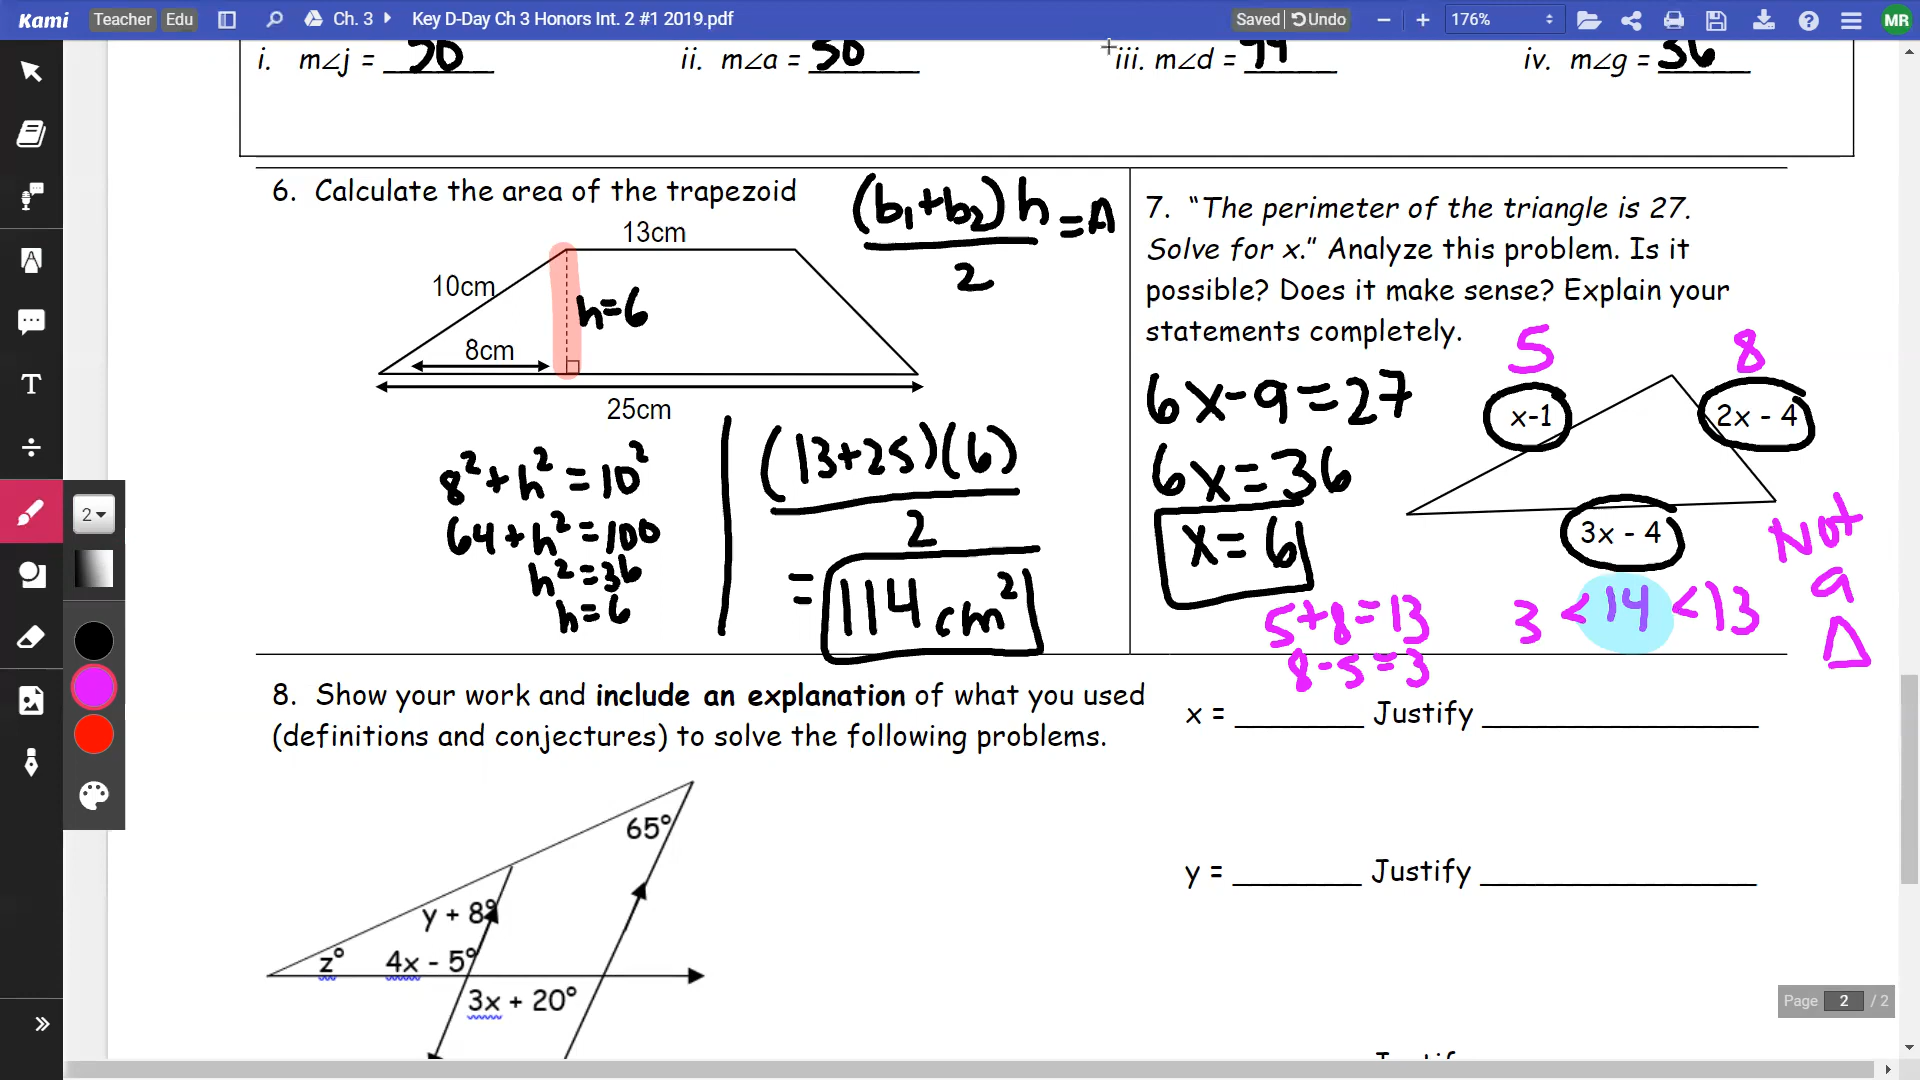 Kami Teacher Edu Ch. 3 Key D-Day Ch 3 Honors Int. 2 #1 2019.pdf Saved Undo 176% MR
i. m∠j = 50 ii. m∠a = 50 iii. m∠d = 44 iv. m∠g = 36
6. Calculate the area of the trapezoid
(b₁+b₂)h = A
2
13cm
10cm
h=6
8cm
25cm
8² + h² = 10²
64 + h² = 100
h² = 36
h = 6
(13+25)(6)
2
= 114 cm²
7. "The perimeter of the triangle is 27.
Solve for x." Analyze this problem. Is it
possible? Does it make sense? Explain your
statements completely.
5 8
6x-9=27
x-1 2x - 4
6x=36
3x - 4
x=6
Not
a
Δ
5+8=13 3 < 14 < 13
8-5=3
8. Show your work and include an explanation of what you used
(definitions and conjectures) to solve the following problems.
x = ________ Justify ________________
65°
y + 8°
y = ________ Justify ________________
z° 4x - 5°
3x + 20°
Page 2 / 2